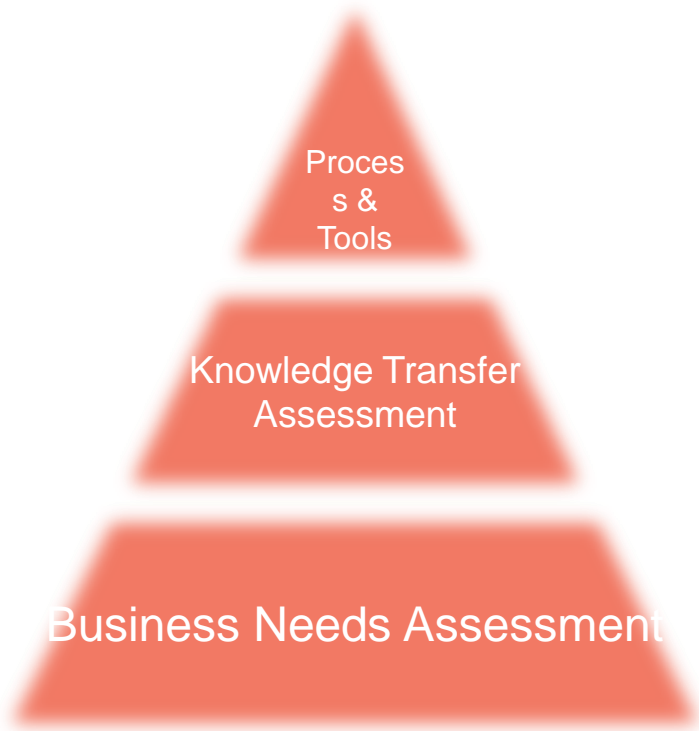 Proces
s &
Tools
Knowledge Transfer
Assessment
Business Needs Assessment